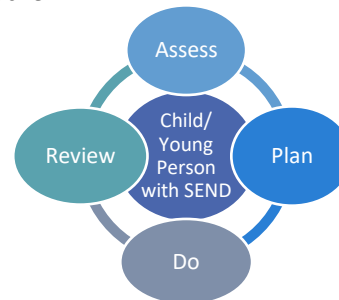 Assess
Child/
Young
Person
with SEND
Review
Plan
Do